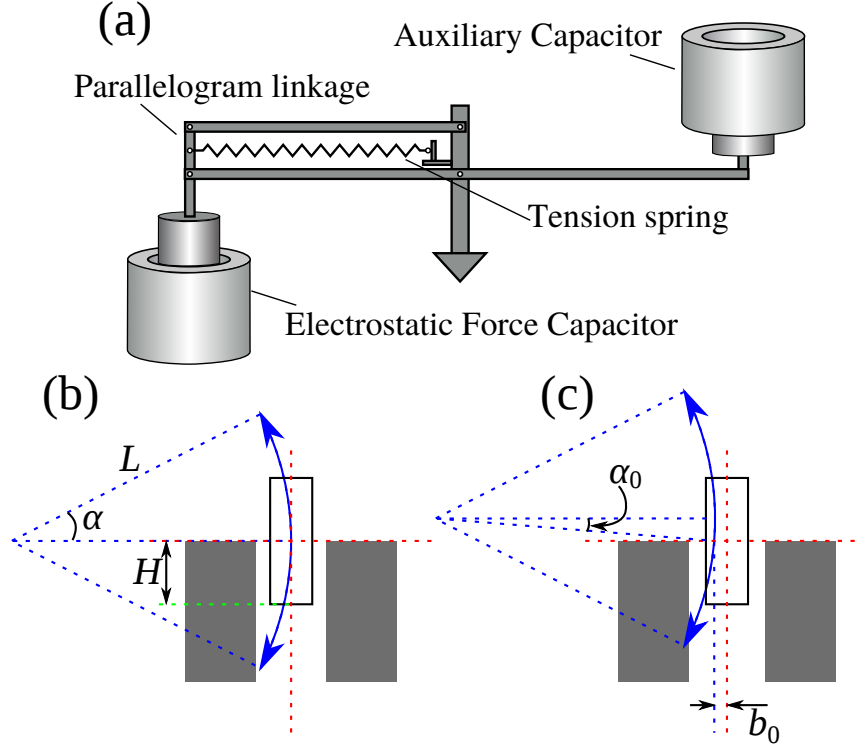 (a)
Auxiliary Capacitor
Parallelogram linkage
Tension spring
Electrostatic Force Capacitor
(b)
(c)
L
α
H
α₀
b₀